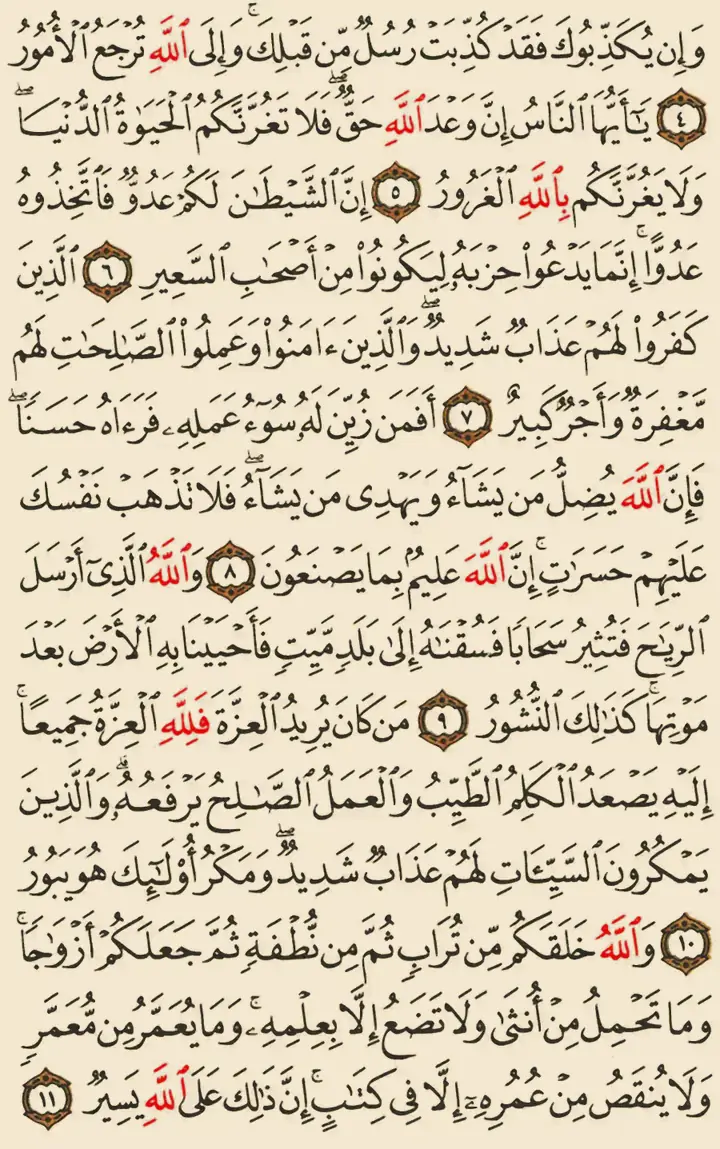 وَإِن يُكَذِّبُوكَ فَقَدْ كُذِّبَتْ رُسُلٌ مِّن قَبْلِكَ ۚ وَإِلَى ٱللَّهِ تُرْجَعُ ٱلْأُمُورُ
٤ يَـٰٓأَيُّهَا ٱلنَّاسُ إِنَّ وَعْدَ ٱللَّهِ حَقٌّ ۖ فَلَا تَغُرَّنَّكُمُ ٱلْحَيَوٰةُ ٱلدُّنْيَا ۖ
وَلَا يَغُرَّنَّكُم بِٱللَّهِ ٱلْغَرُورُ ٥ إِنَّ ٱلشَّيْطَـٰنَ لَكُمْ عَدُوٌّ فَٱتَّخِذُوهُ
عَدُوًّا ۚ إِنَّمَا يَدْعُوا۟ حِزْبَهُۥ لِيَكُونُوا۟ مِنْ أَصْحَـٰبِ ٱلسَّعِيرِ ٦ ٱلَّذِينَ
كَفَرُوا۟ لَهُمْ عَذَابٌ شَدِيدٌ ۖ وَٱلَّذِينَ ءَامَنُوا۟ وَعَمِلُوا۟ ٱلصَّـٰلِحَـٰتِ لَهُم
مَّغْفِرَةٌ وَأَجْرٌ كَبِيرٌ ٧ أَفَمَن زُيِّنَ لَهُۥ سُوٓءُ عَمَلِهِۦ فَرَءَاهُ حَسَنًا ۖ
فَإِنَّ ٱللَّهَ يُضِلُّ مَن يَشَآءُ وَيَهْدِى مَن يَشَآءُ ۖ فَلَا تَذْهَبْ نَفْسُكَ
عَلَيْهِمْ حَسَرَٰتٍ ۚ إِنَّ ٱللَّهَ عَلِيمٌۢ بِمَا يَصْنَعُونَ ٨ وَٱللَّهُ ٱلَّذِىٓ أَرْسَلَ
ٱلرِّيَـٰحَ فَتُثِيرُ سَحَابًا فَسُقْنَـٰهُ إِلَىٰ بَلَدٍ مَّيِّتٍ فَأَحْيَيْنَا بِهِ ٱلْأَرْضَ بَعْدَ
مَوْتِهَا ۚ كَذَٰلِكَ ٱلنُّشُورُ ٩ مَن كَانَ يُرِيدُ ٱلْعِزَّةَ فَلِلَّهِ ٱلْعِزَّةُ جَمِيعًا ۚ
إِلَيْهِ يَصْعَدُ ٱلْكَلِمُ ٱلطَّيِّبُ وَٱلْعَمَلُ ٱلصَّـٰلِحُ يَرْفَعُهُۥ ۚ وَٱلَّذِينَ
يَمْكُرُونَ ٱلسَّيِّـَٔاتِ لَهُمْ عَذَابٌ شَدِيدٌ ۖ وَمَكْرُ أُو۟لَـٰٓئِكَ هُوَ يَبُورُ
١٠ وَٱللَّهُ خَلَقَكُم مِّن تُرَابٍ ثُمَّ مِن نُّطْفَةٍ ثُمَّ جَعَلَكُمْ أَزْوَٰجًا ۚ
وَمَا تَحْمِلُ مِنْ أُنثَىٰ وَلَا تَضَعُ إِلَّا بِعِلْمِهِۦ ۚ وَمَا يُعَمَّرُ مِن مُّعَمَّرٍ
وَلَا يُنقَصُ مِنْ عُمُرِهِۦٓ إِلَّا فِى كِتَـٰبٍ ۚ إِنَّ ذَٰلِكَ عَلَى ٱللَّهِ يَسِيرٌ ١١